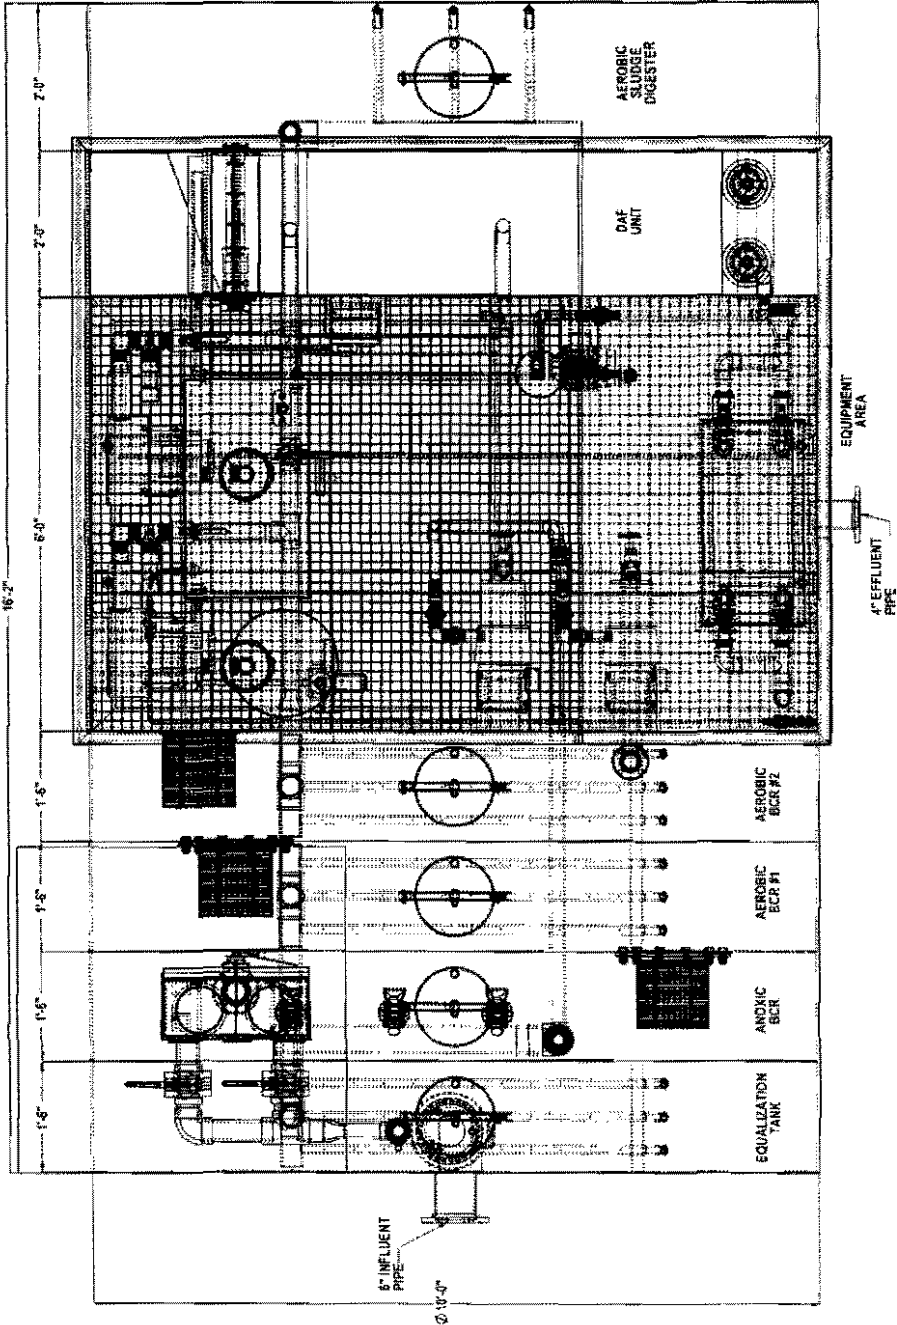 16'-2"
1'-6"
1'-6"
1'-6"
1'-6"
6'-0"
2'-0"
2'-0"
6" INFLUENT
PIPE
Ø 10'-0"
EQUALIZATION
TANK
ANOXIC
BCR
AEROBIC
BCR #1
AEROBIC
BCR #2
DAF
UNIT
AEROBIC
SLUDGE
DIGESTER
EQUIPMENT
AREA
4" EFFLUENT
PIPE